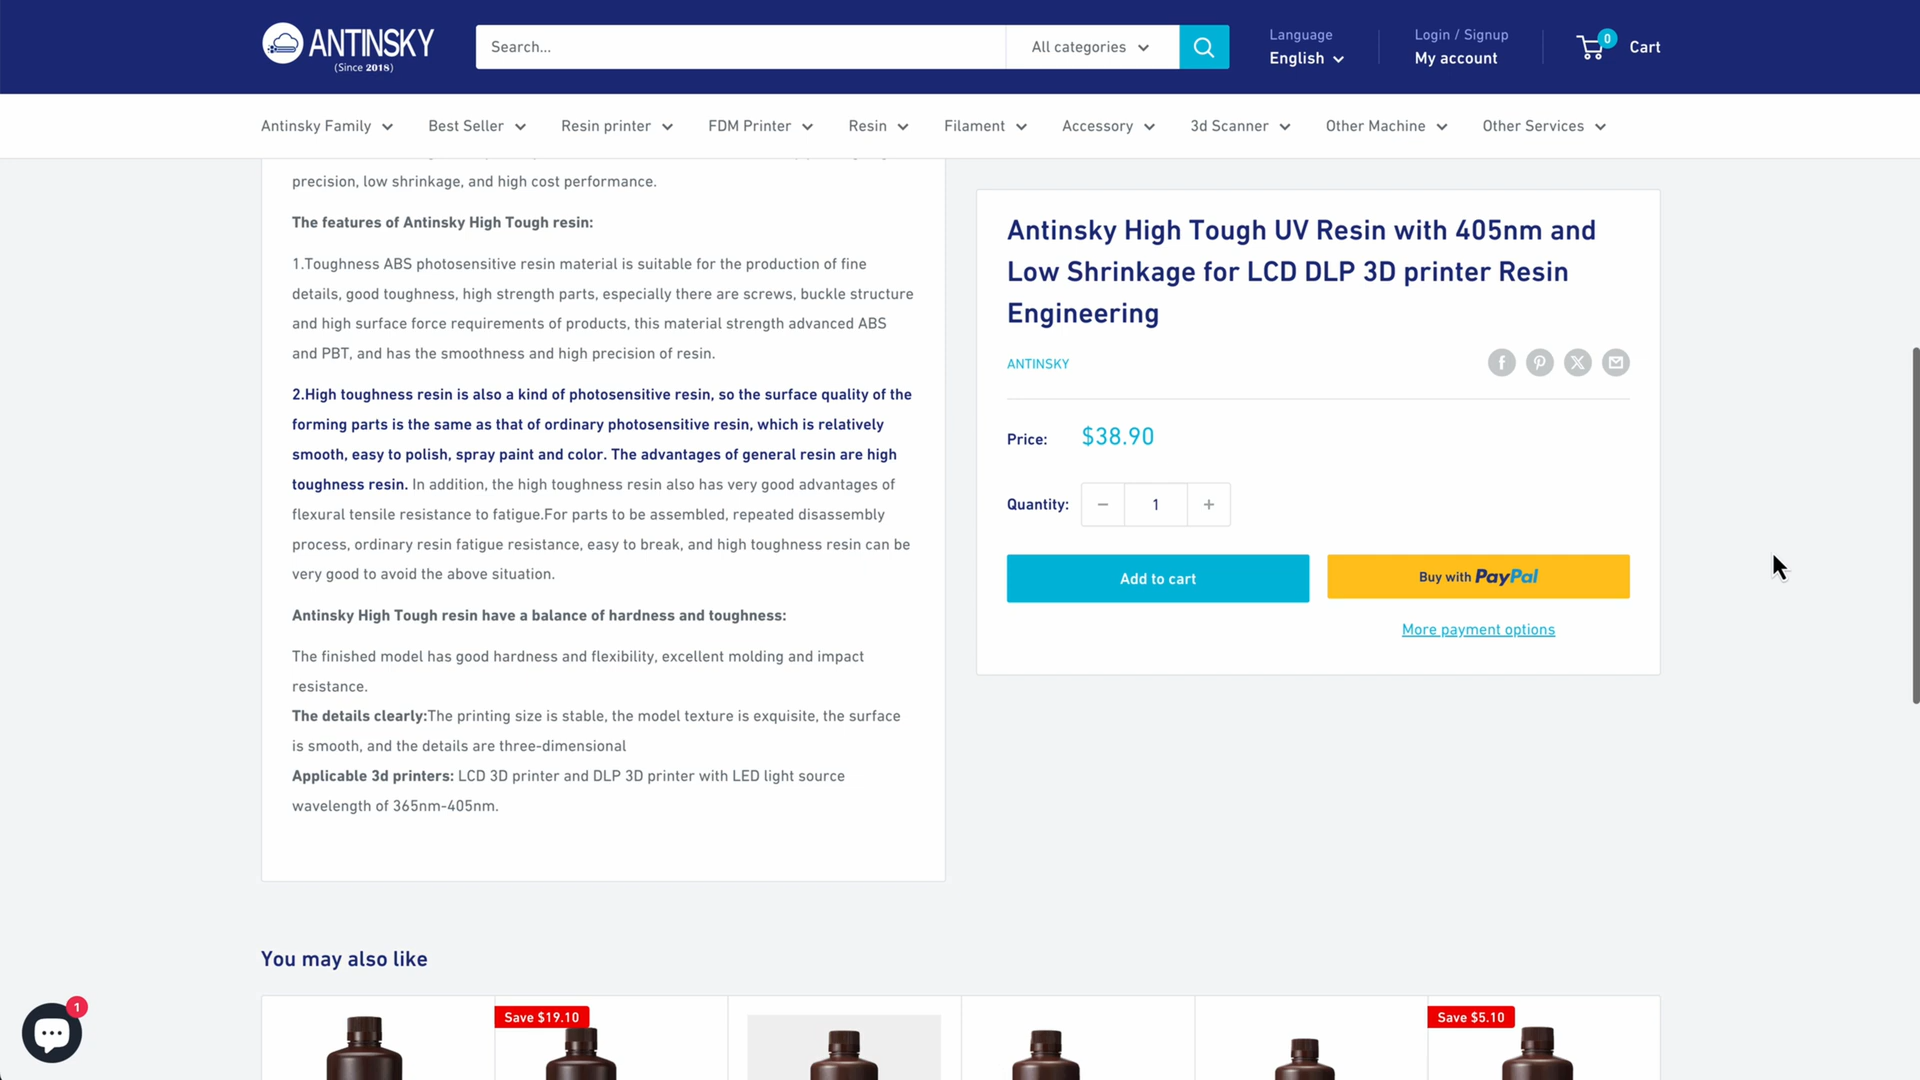 ANTINSKY
(Since 2018)
Search...
All categories
Language
English
Login / Signup
My account
0
Cart
Antinsky Family
Best Seller
Resin printer
FDM Printer
Resin
Filament
Accessory
3d Scanner
Other Machine
Other Services
precision, low shrinkage, and high cost performance.
The features of Antinsky High Tough resin:
1.Toughness ABS photosensitive resin material is suitable for the production of fine
details, good toughness, high strength parts, especially there are screws, buckle structure
and high surface force requirements of products, this material strength advanced ABS
and PBT, and has the smoothness and high precision of resin.
2.High toughness resin is also a kind of photosensitive resin, so the surface quality of the
forming parts is the same as that of ordinary photosensitive resin, which is relatively
smooth, easy to polish, spray paint and color. The advantages of general resin are high
toughness resin. In addition, the high toughness resin also has very good advantages of
flexural tensile resistance to fatigue.For parts to be assembled, repeated disassembly
process, ordinary resin fatigue resistance, easy to break, and high toughness resin can be
very good to avoid the above situation.
Antinsky High Tough resin have a balance of hardness and toughness:
The finished model has good hardness and flexibility, excellent molding and impact
resistance.
The details clearly:The printing size is stable, the model texture is exquisite, the surface
is smooth, and the details are three-dimensional
Applicable 3d printers: LCD 3D printer and DLP 3D printer with LED light source
wavelength of 365nm-405nm.
Antinsky High Tough UV Resin with 405nm and
Low Shrinkage for LCD DLP 3D printer Resin
Engineering
ANTINSKY
Price: $38.90
Quantity: − 1 +
Add to cart
Buy with PayPal
More payment options
You may also like
Save $19.10
Save $5.10
1